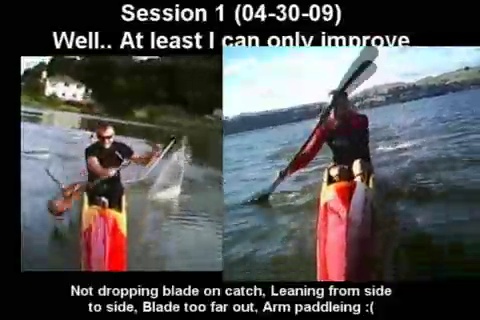 Session 1 (04-30-09)
Well.. At least I can only improve
Not dropping blade on catch, Leaning from side
to side, Blade too far out, Arm paddleing :(